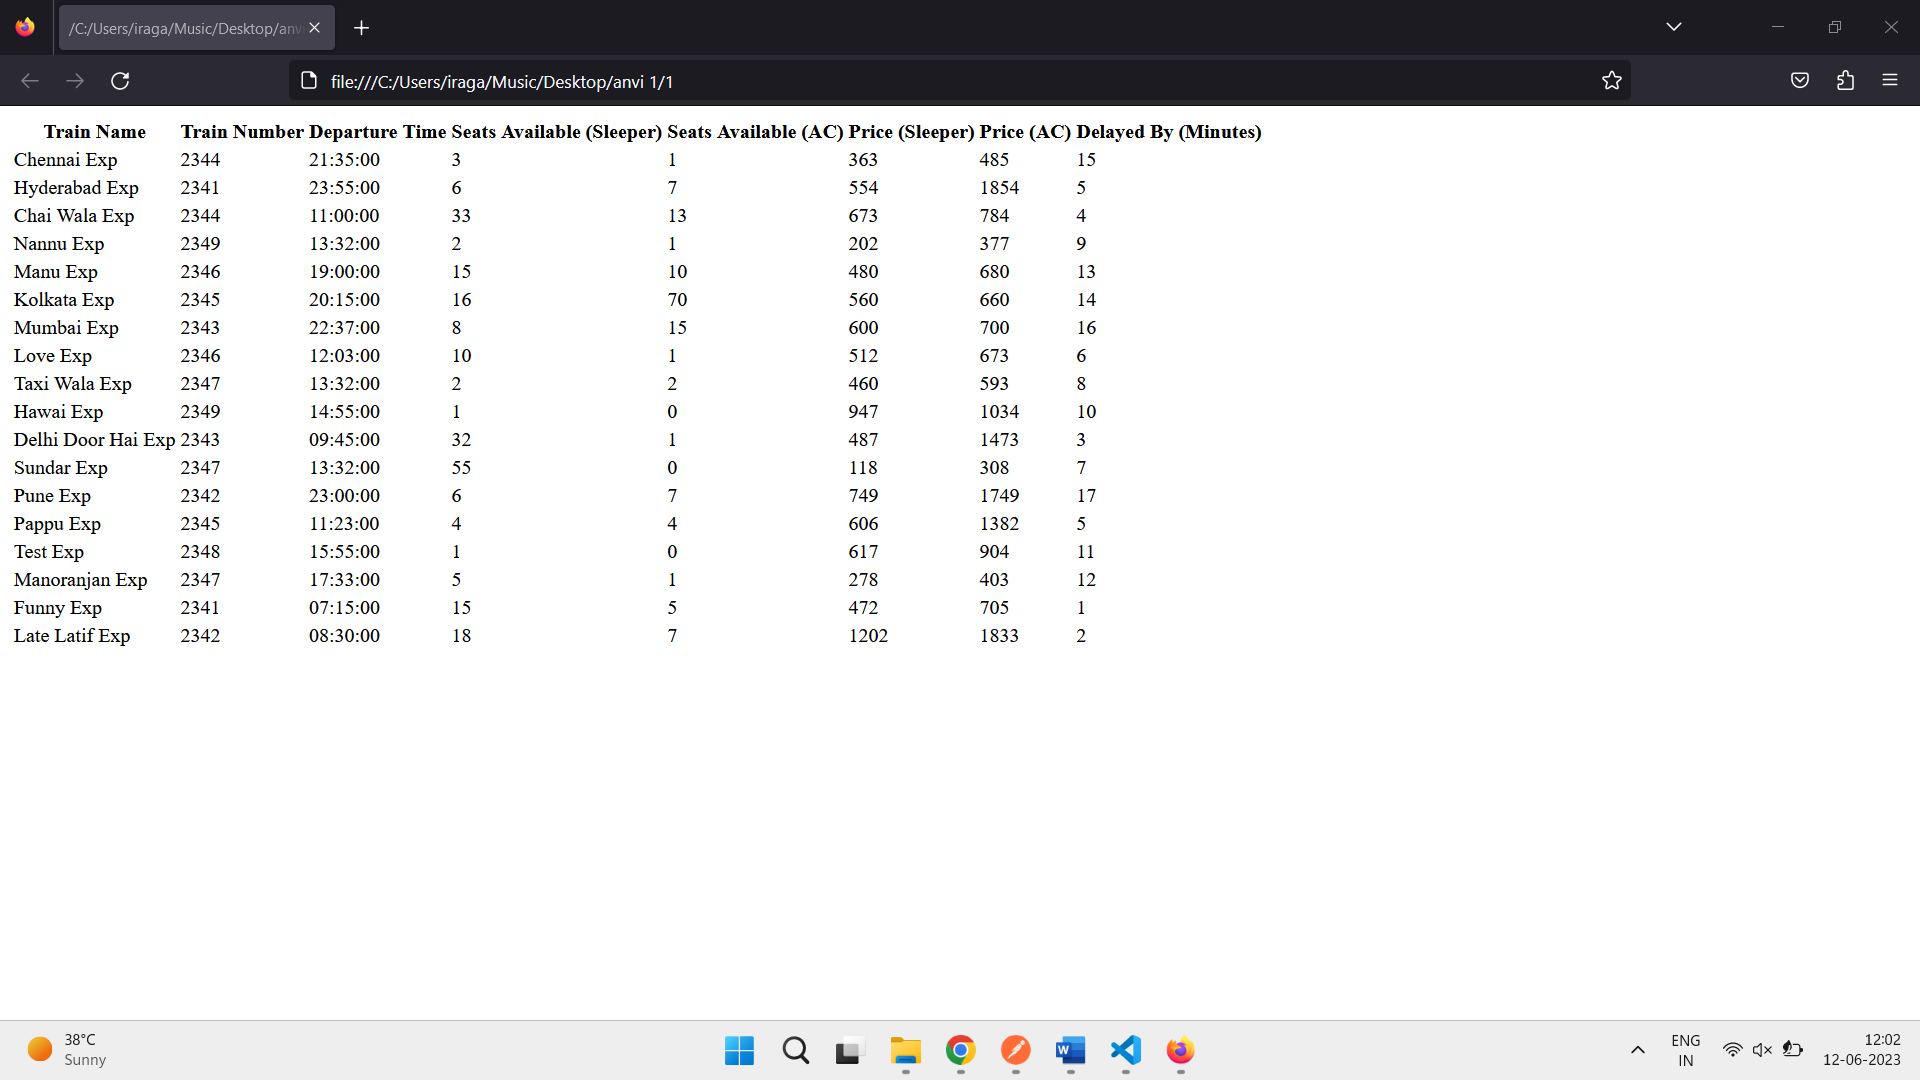 /C:/Users/iraga/Music/Desktop/anv
file:///C:/Users/iraga/Music/Desktop/anvi 1/1
Train Name Train Number Departure Time Seats Available (Sleeper) Seats Available (AC) Price (Sleeper) Price (AC) Delayed By (Minutes)
Chennai Exp 2344 21:35:00 3 1 363 485 15
Hyderabad Exp 2341 23:55:00 6 7 554 1854 5
Chai Wala Exp 2344 11:00:00 33 13 673 784 4
Nannu Exp 2349 13:32:00 2 1 202 377 9
Manu Exp 2346 19:00:00 15 10 480 680 13
Kolkata Exp 2345 20:15:00 16 70 560 660 14
Mumbai Exp 2343 22:37:00 8 15 600 700 16
Love Exp 2346 12:03:00 10 1 512 673 6
Taxi Wala Exp 2347 13:32:00 2 2 460 593 8
Hawai Exp 2349 14:55:00 1 0 947 1034 10
Delhi Door Hai Exp 2343 09:45:00 32 1 487 1473 3
Sundar Exp 2347 13:32:00 55 0 118 308 7
Pune Exp 2342 23:00:00 6 7 749 1749 17
Pappu Exp 2345 11:23:00 4 4 606 1382 5
Test Exp 2348 15:55:00 1 0 617 904 11
Manoranjan Exp 2347 17:33:00 5 1 278 403 12
Funny Exp 2341 07:15:00 15 5 472 705 1
Late Latif Exp 2342 08:30:00 18 7 1202 1833 2
38°C
Sunny
W
ENG
IN
12:02
12-06-2023